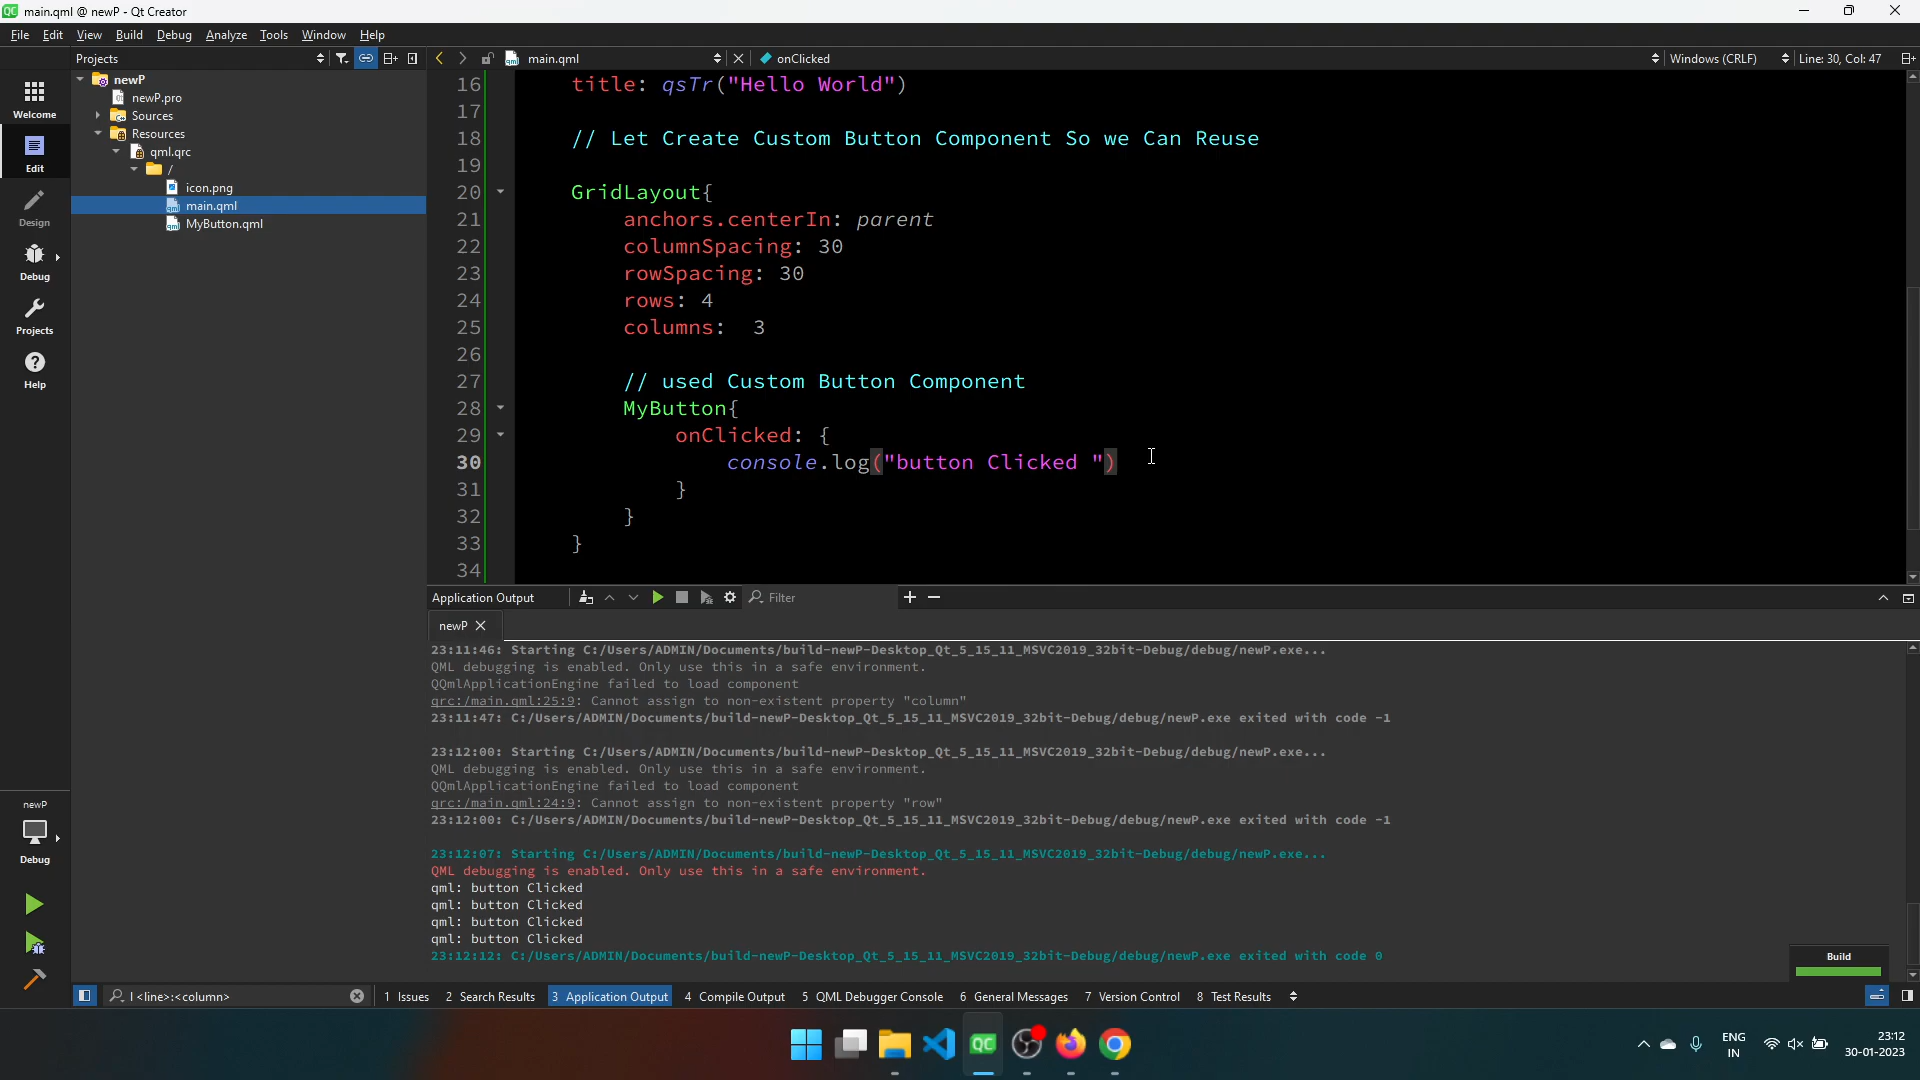 main.qml @ newP - Qt Creator
File Edit View Build Debug Analyze Tools Window Help
Projects
main.qml
onClicked
Windows (CRLF)
Line: 30, Col: 47
Welcome
Edit
Design
Debug
Projects
Help
newP
newP.pro
Sources
Resources
qml.qrc
/
icon.png
main.qml
MyButton.qml
16 title: qsTr("Hello World")
17
18 // Let Create Custom Button Component So we Can Reuse
19
20 GridLayout{
21 anchors.centerIn: parent
22 columnSpacing: 30
23 rowSpacing: 30
24 rows: 4
25 columns: 3
26
27 // used Custom Button Component
28 MyButton{
29 onClicked: {
30 console.log("button Clicked ")
31 }
32 }
33 }
34
Application Output
Filter
newP
23:11:46: Starting C:/Users/ADMIN/Documents/build-newP-Desktop_Qt_5_15_11_MSVC2019_32bit-Debug/debug/newP.exe...
QML debugging is enabled. Only use this in a safe environment.
QQmlApplicationEngine failed to load component
qrc:/main.qml:25:9: Cannot assign to non-existent property "column"
23:11:47: C:/Users/ADMIN/Documents/build-newP-Desktop_Qt_5_15_11_MSVC2019_32bit-Debug/debug/newP.exe exited with code -1
23:12:00: Starting C:/Users/ADMIN/Documents/build-newP-Desktop_Qt_5_15_11_MSVC2019_32bit-Debug/debug/newP.exe...
QML debugging is enabled. Only use this in a safe environment.
QQmlApplicationEngine failed to load component
qrc:/main.qml:24:9: Cannot assign to non-existent property "row"
23:12:00: C:/Users/ADMIN/Documents/build-newP-Desktop_Qt_5_15_11_MSVC2019_32bit-Debug/debug/newP.exe exited with code -1
23:12:07: Starting C:/Users/ADMIN/Documents/build-newP-Desktop_Qt_5_15_11_MSVC2019_32bit-Debug/debug/newP.exe...
QML debugging is enabled. Only use this in a safe environment.
qml: button Clicked
qml: button Clicked
qml: button Clicked
qml: button Clicked
23:12:12: C:/Users/ADMIN/Documents/build-newP-Desktop_Qt_5_15_11_MSVC2019_32bit-Debug/debug/newP.exe exited with code 0
newP
Debug
Build
l <line>:<column>
1 Issues 2 Search Results 3 Application Output 4 Compile Output 5 QML Debugger Console 6 General Messages 7 Version Control 8 Test Results
QC
ENG
IN
23:12
30-01-2023